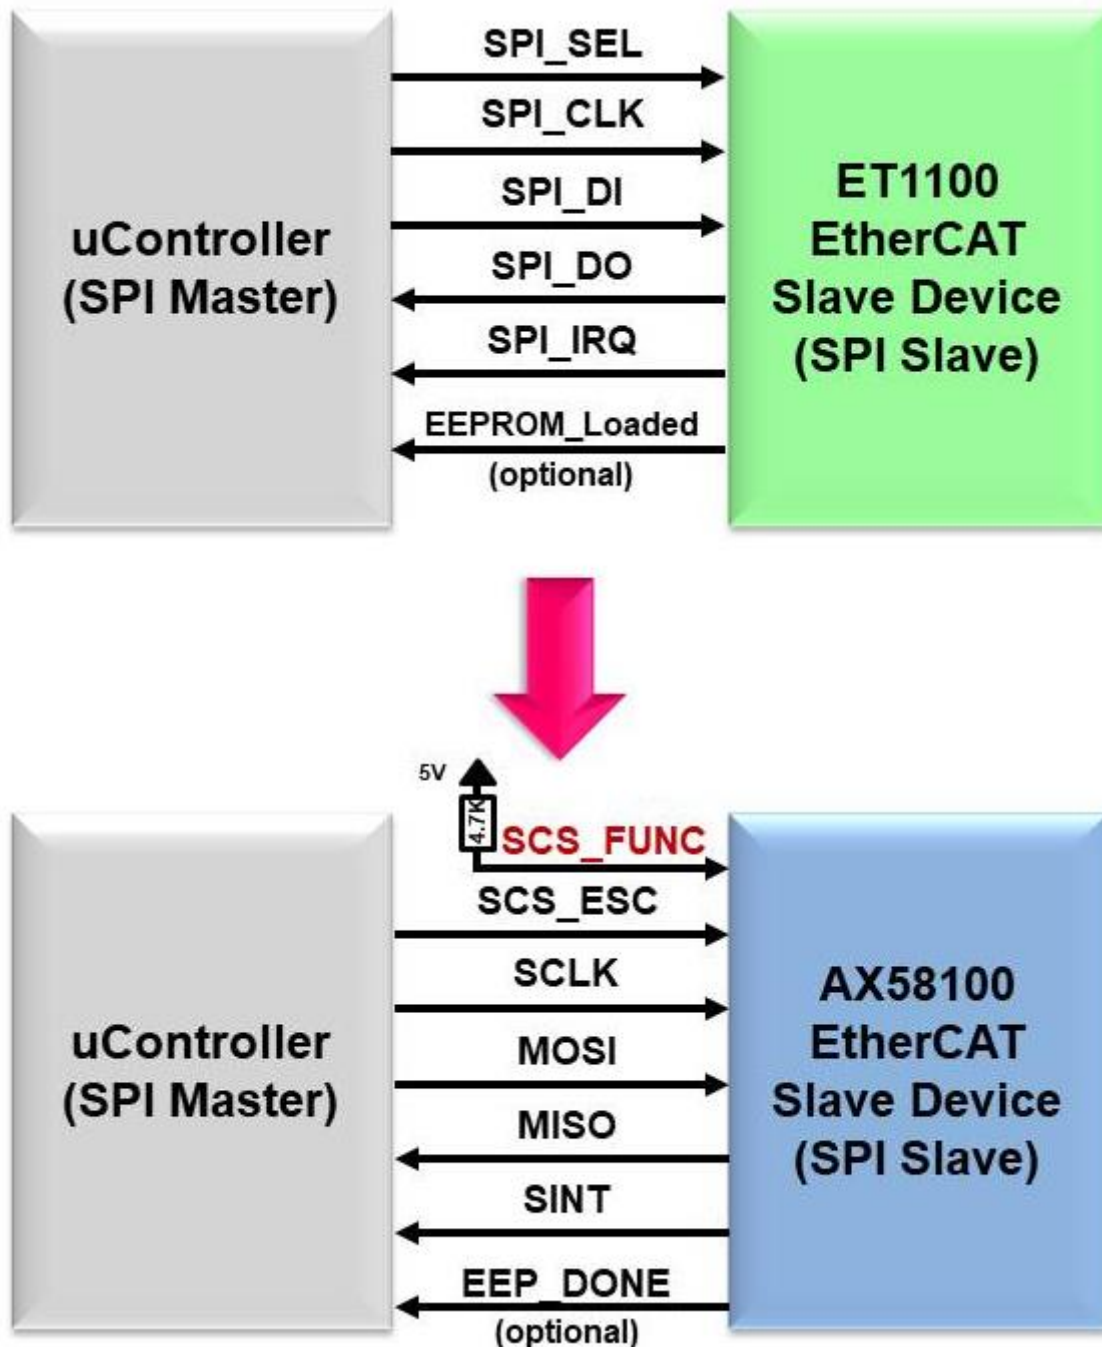 SPI_SEL
SPI_CLK
SPI_DI
SPI_DO
SPI_IRQ
EEPROM_Loaded
(optional)
uController
(SPI Master)
ET1100
EtherCAT
Slave Device
(SPI Slave)
5V
4.7K
SCS_FUNC
SCS_ESC
SCLK
MOSI
MISO
SINT
EEP_DONE
(optional)
uController
(SPI Master)
AX58100
EtherCAT
Slave Device
(SPI Slave)